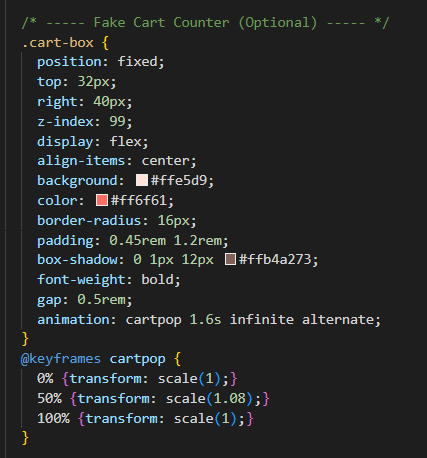 /* ----- Fake Cart Counter (Optional) ----- */
.cart-box {
  position: fixed;
  top: 32px;
  right: 40px;
  z-index: 99;
  display: flex;
  align-items: center;
  background: #ffe5d9;
  color: #ff6f61;
  border-radius: 16px;
  padding: 0.45rem 1.2rem;
  box-shadow: 0 1px 12px #ffb4a273;
  font-weight: bold;
  gap: 0.5rem;
  animation: cartpop 1.6s infinite alternate;
}
@keyframes cartpop {
  0% {transform: scale(1);}
  50% {transform: scale(1.08);}
  100% {transform: scale(1);}
}